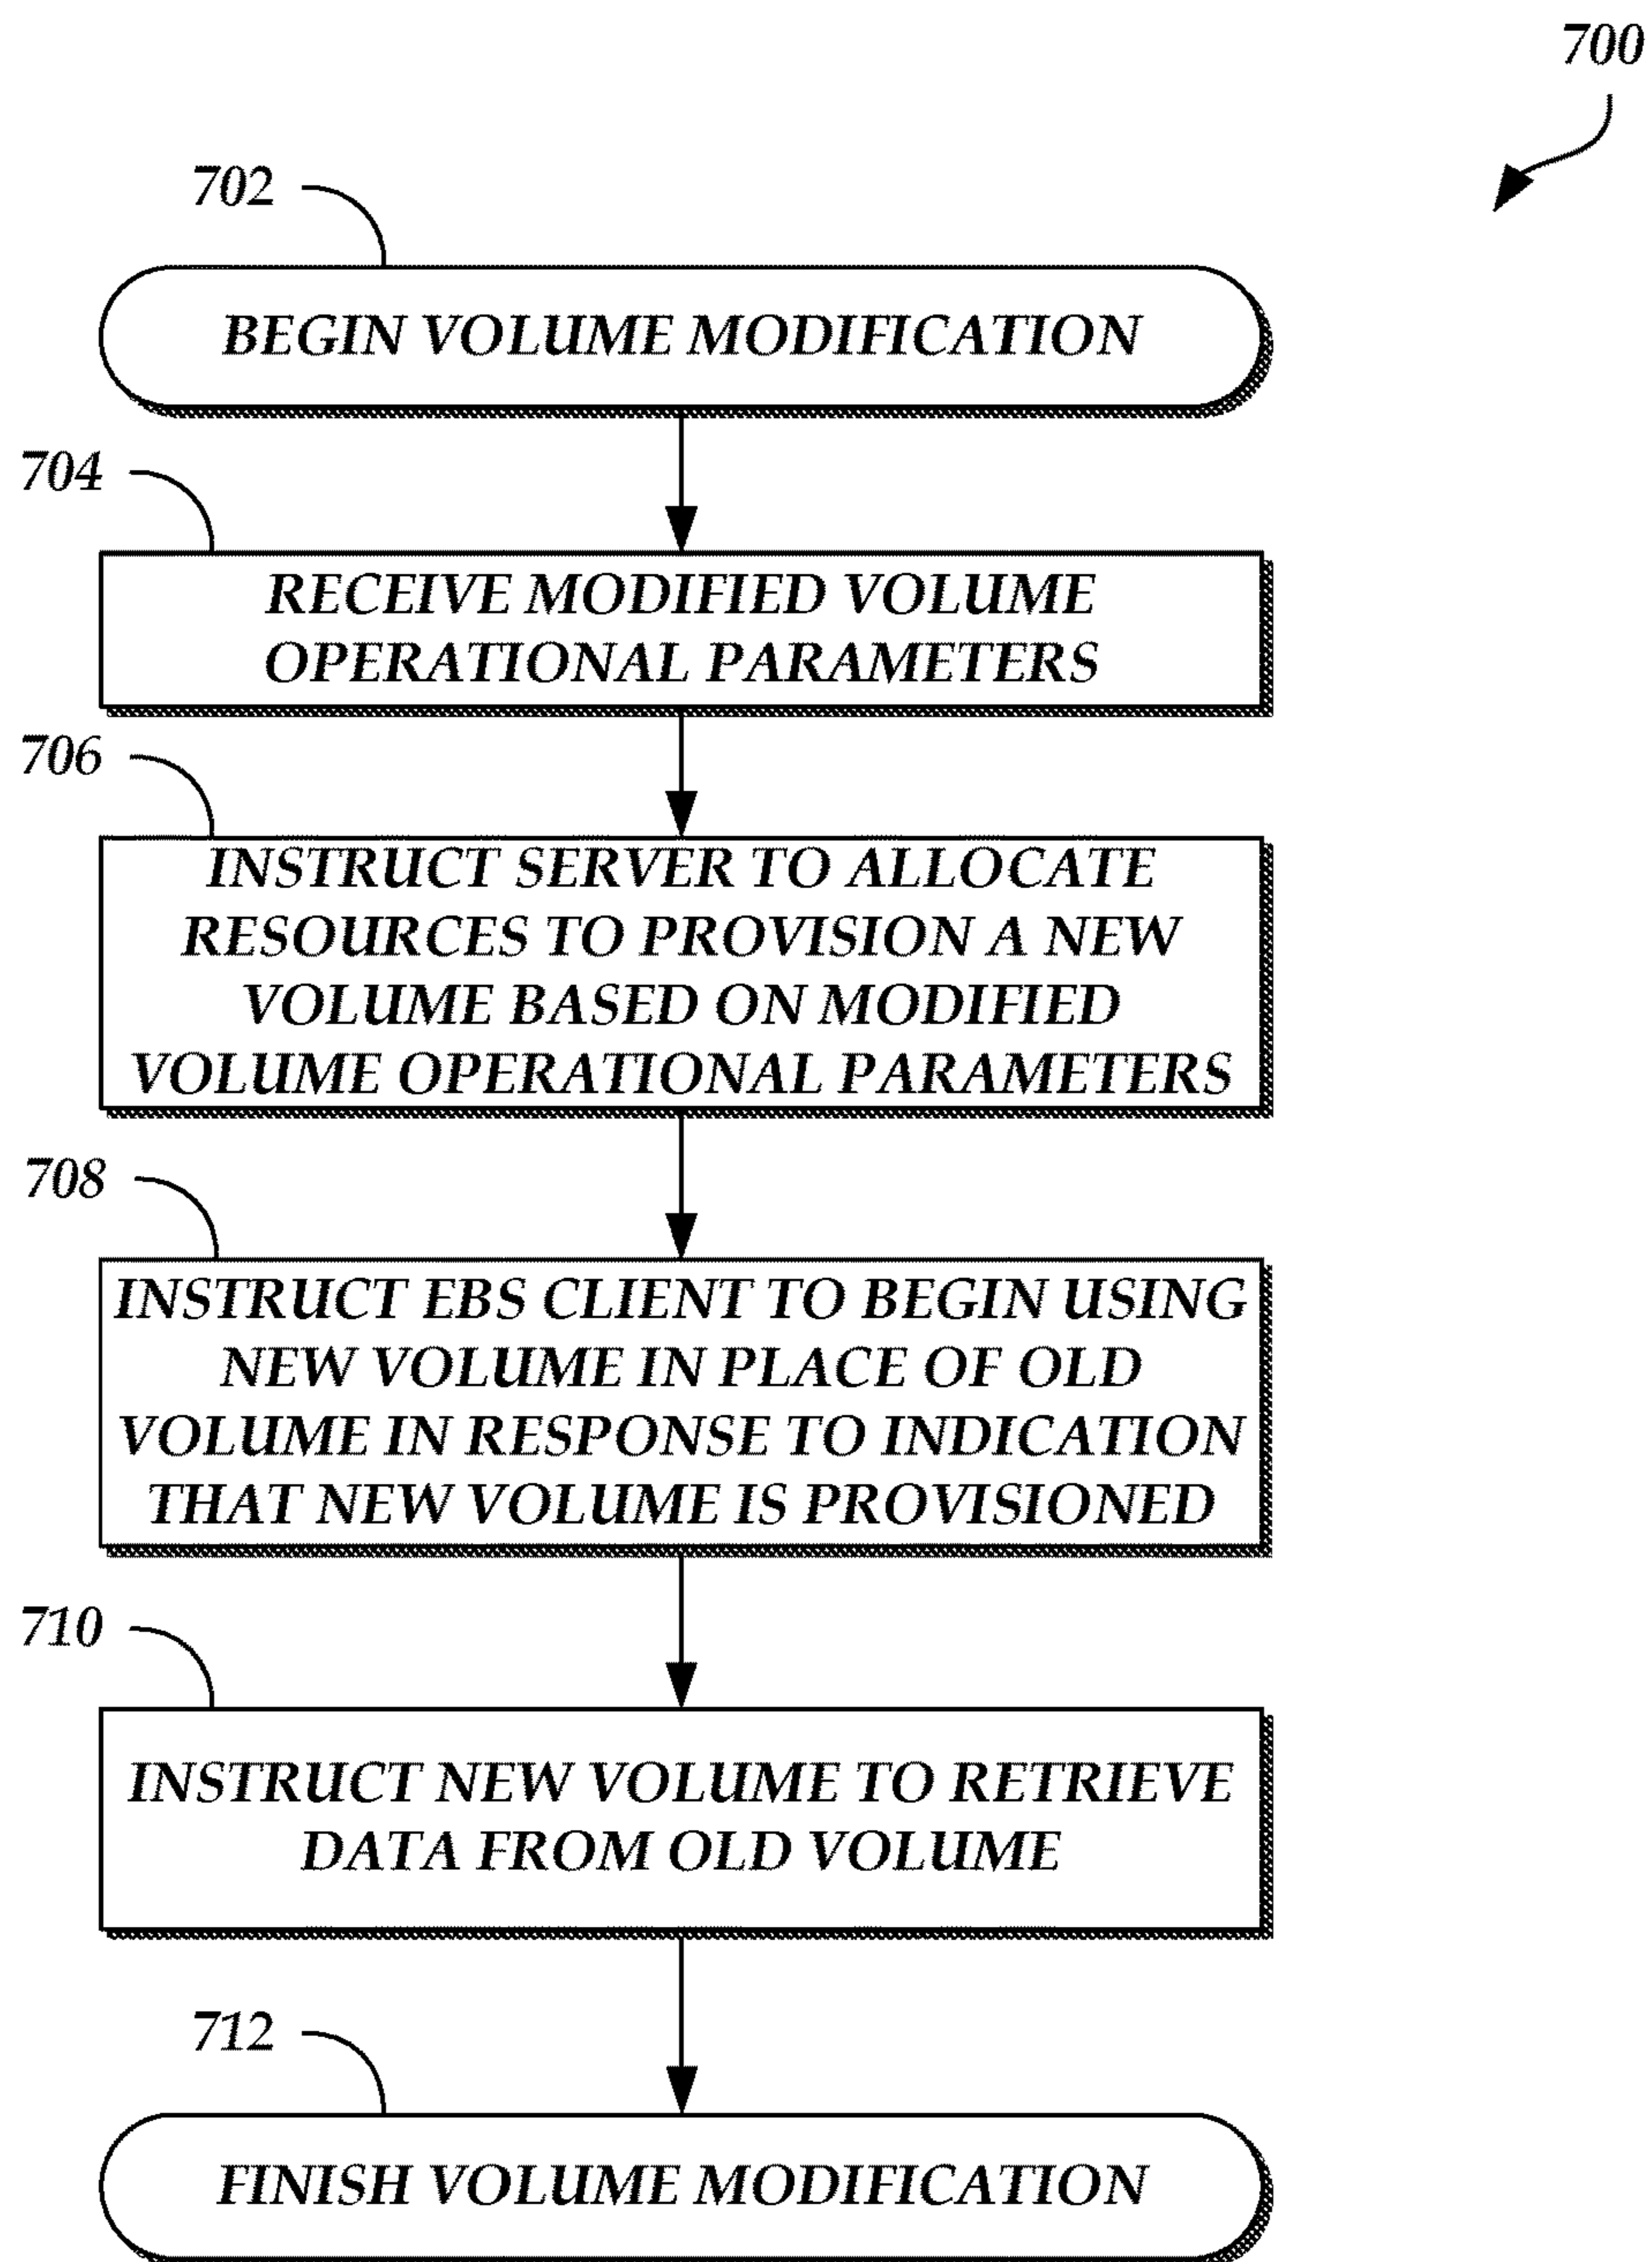 700
702
BEGIN VOLUME MODIFICATION
704
RECEIVE MODIFIED VOLUME
OPERATIONAL PARAMETERS
706
INSTRUCT SERVER TO ALLOCATE
RESOURCES TO PROVISION A NEW
VOLUME BASED ON MODIFIED
VOLUME OPERATIONAL PARAMETERS
708
INSTRUCT EBS CLIENT TO BEGIN USING
NEW VOLUME IN PLACE OF OLD
VOLUME IN RESPONSE TO INDICATION
THAT NEW VOLUME IS PROVISIONED
710
INSTRUCT NEW VOLUME TO RETRIEVE
DATA FROM OLD VOLUME
712
FINISH VOLUME MODIFICATION